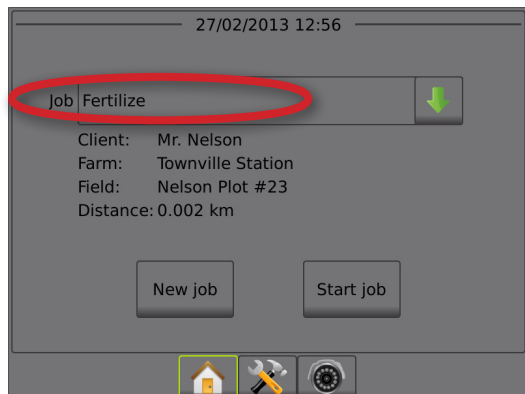 27/02/2013 12:56
Job Fertilize
Client: Mr. Nelson
Farm: Townville Station
Field: Nelson Plot #23
Distance: 0.002 km
New job Start job